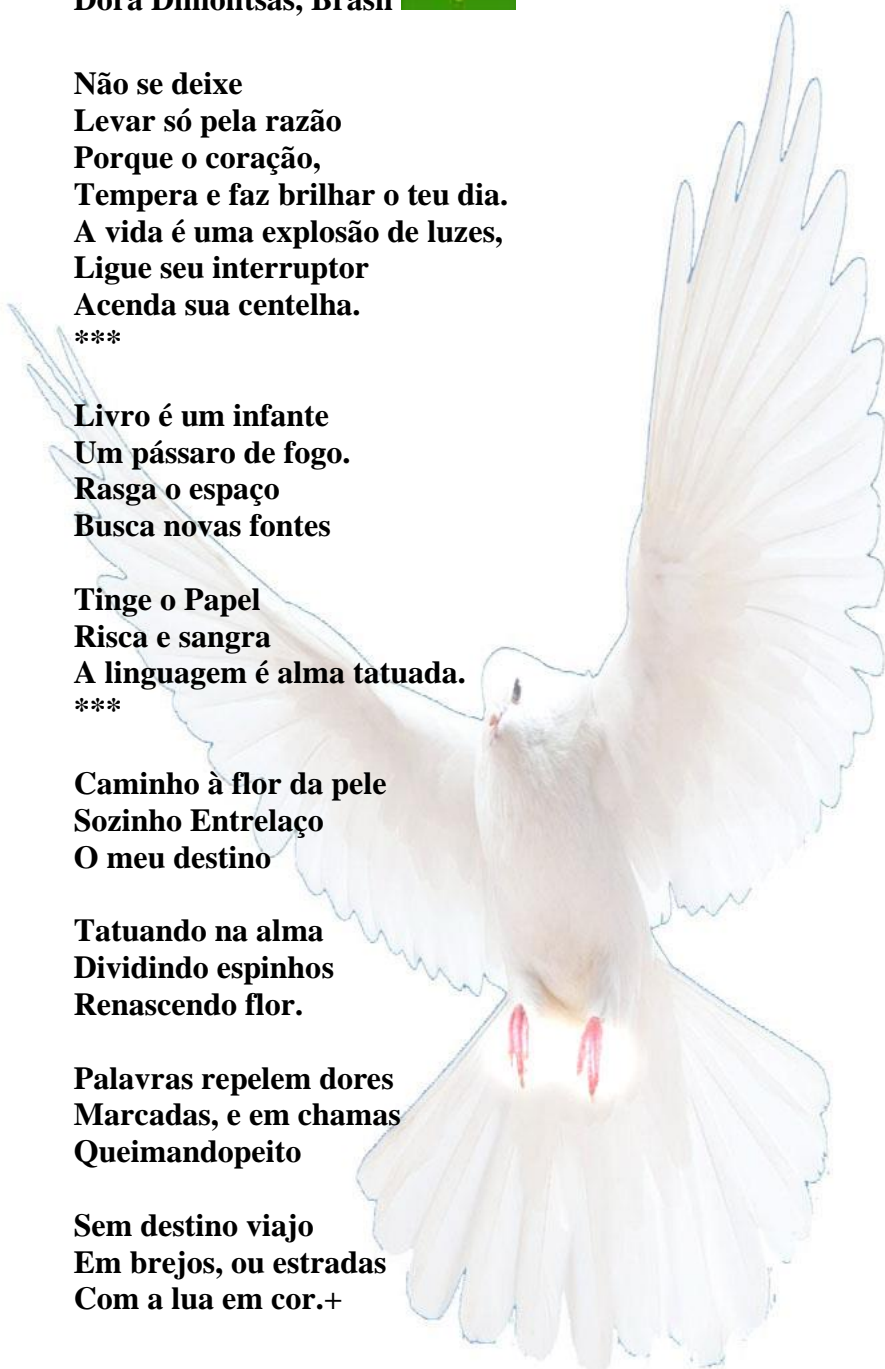 Dora Dimontsas, Brasil
Não se deixe
Levar só pela razão
Porque o coração,
Tempera e faz brilhar o teu dia.
A vida é uma explosão de luzes,
Ligue seu interruptor
Acenda sua centelha.
***
Livro é um infante
Um pássaro de fogo.
Rasga o espaço
Busca novas fontes
Tinge o Papel
Risca e sangra
A linguagem é alma tatuada.
***
Caminho à flor da pele
Sozinho Entrelaço
O meu destino
Tatuando na alma
Dividindo espinhos
Renascendo flor.
Palavras repelem dores
Marcadas, e em chamas
Queimandopeito
Sem destino viajo
Em brejos, ou estradas
Com a lua em cor.+